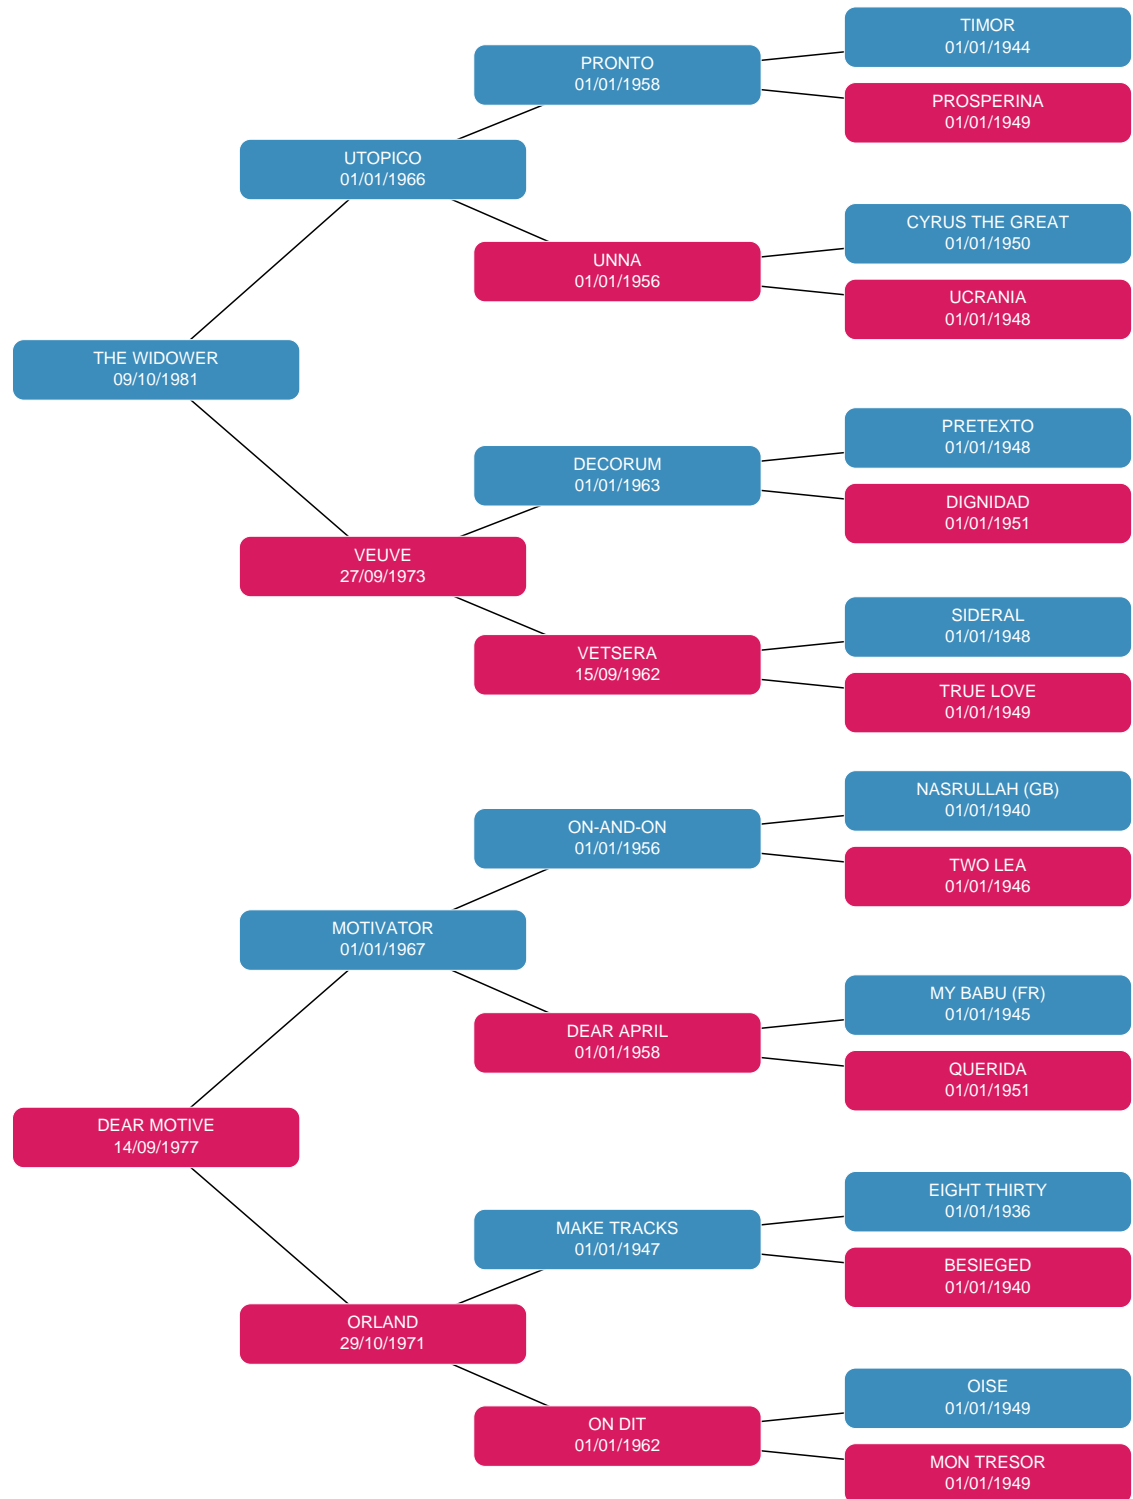 TIMOR
01/01/1944
PRONTO
01/01/1958
PROSPERINA
01/01/1949
UTOPICO
01/01/1966
CYRUS THE GREAT
01/01/1950
UNNA
01/01/1956
UCRANIA
01/01/1948
THE WIDOWER
09/10/1981
PRETEXTO
01/01/1948
DECORUM
01/01/1963
DIGNIDAD
01/01/1951
VEUVE
27/09/1973
SIDERAL
01/01/1948
VETSERA
15/09/1962
TRUE LOVE
01/01/1949
NASRULLAH (GB)
01/01/1940
ON-AND-ON
01/01/1956
TWO LEA
01/01/1946
MOTIVATOR
01/01/1967
MY BABU (FR)
01/01/1945
DEAR APRIL
01/01/1958
QUERIDA
01/01/1951
DEAR MOTIVE
14/09/1977
EIGHT THIRTY
01/01/1936
MAKE TRACKS
01/01/1947
BESIEGED
01/01/1940
ORLAND
29/10/1971
OISE
01/01/1949
ON DIT
01/01/1962
MON TRESOR
01/01/1949